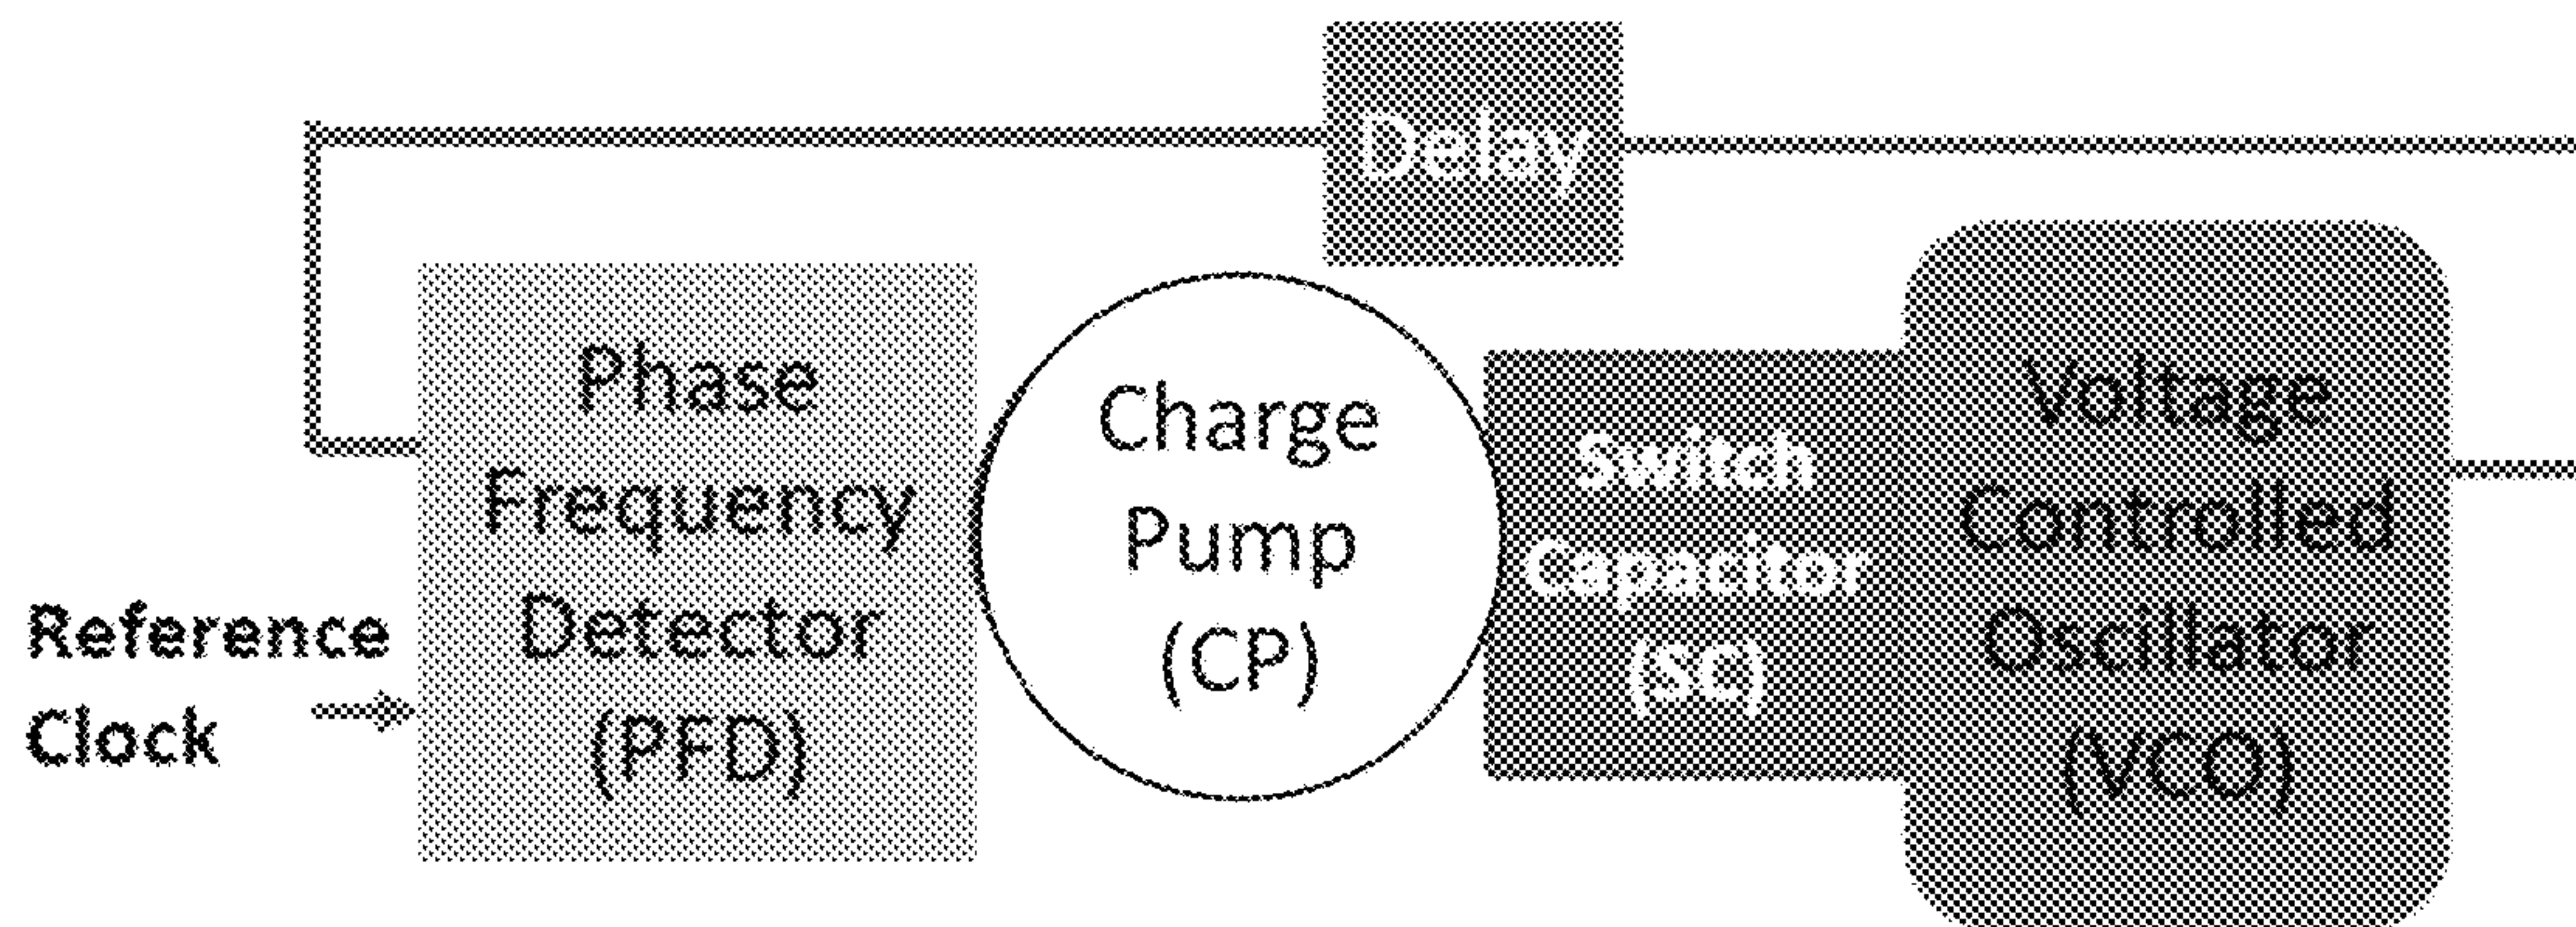 Delay
Phase
Frequency
Detector
(PFD)
Charge
Pump
(CP)
Switch
Capacitor
(SC)
Voltage
Controlled
Oscillator
(VCO)
Reference
Clock